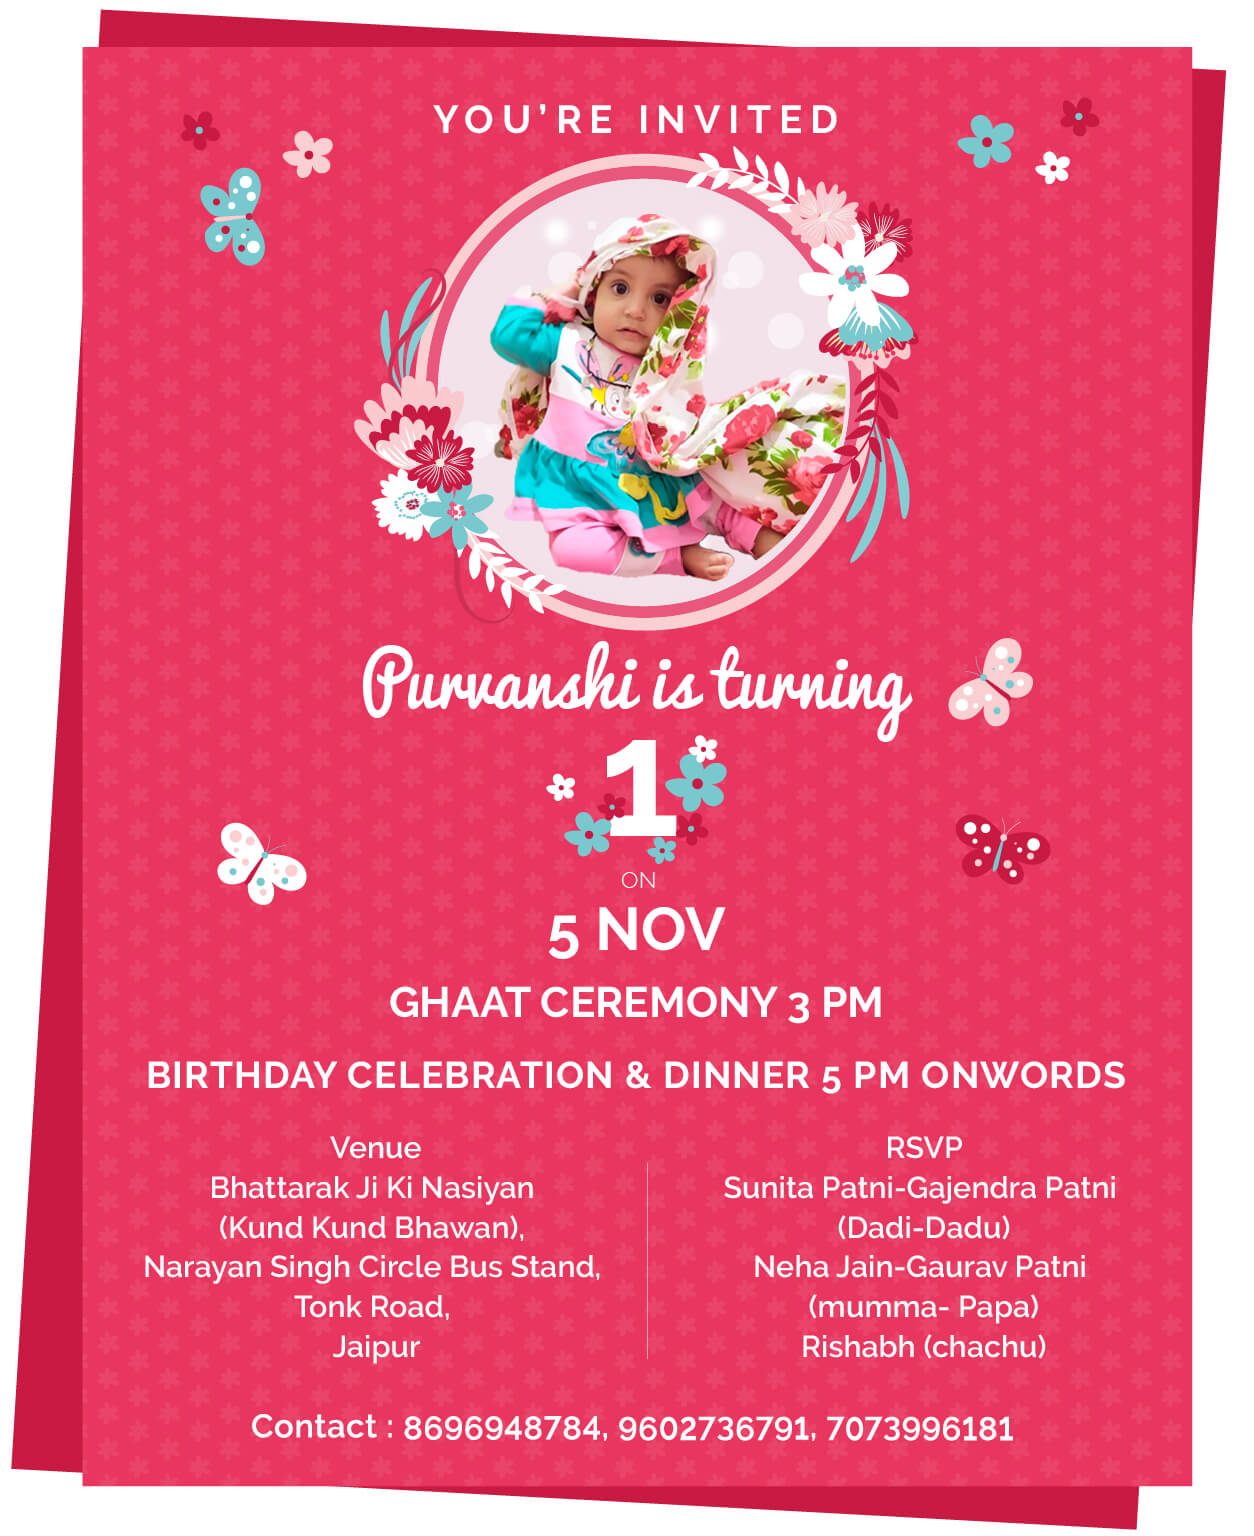 YOU'RE INVITED
Purvanshi is turning
1
ON
5 NOV
GHAAT CEREMONY 3 PM
BIRTHDAY CELEBRATION & DINNER 5 PM ONWORDS
Venue
Bhattarak Ji Ki Nasiyan
(Kund Kund Bhawan),
Narayan Singh Circle Bus Stand,
Tonk Road,
Jaipur
RSVP
Sunita Patni-Gajendra Patni
(Dadi-Dadu)
Neha Jain-Gaurav Patni
(mumma- Papa)
Rishabh (chachu)
Contact : 8696948784, 9602736791, 7073996181